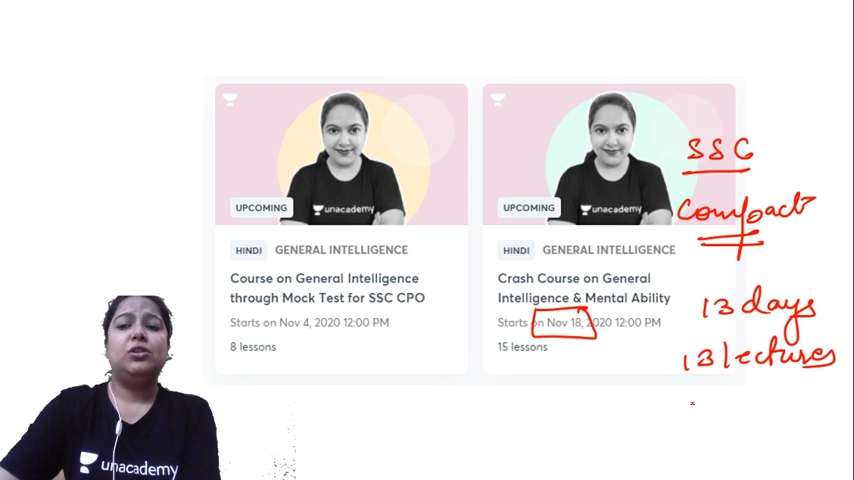 UPCOMING
unacademy
HINDI GENERAL INTELLIGENCE
Course on General Intelligence
through Mock Test for SSC CPO
Starts on Nov 4, 2020 12:00 PM
8 lessons
UPCOMING
unacademy
HINDI GENERAL INTELLIGENCE
Crash Course on General
Intelligence & Mental Ability
Starts on Nov 18, 2020 12:00 PM
15 lessons
SSC
Compact
13 days
13 lectures
unacademy